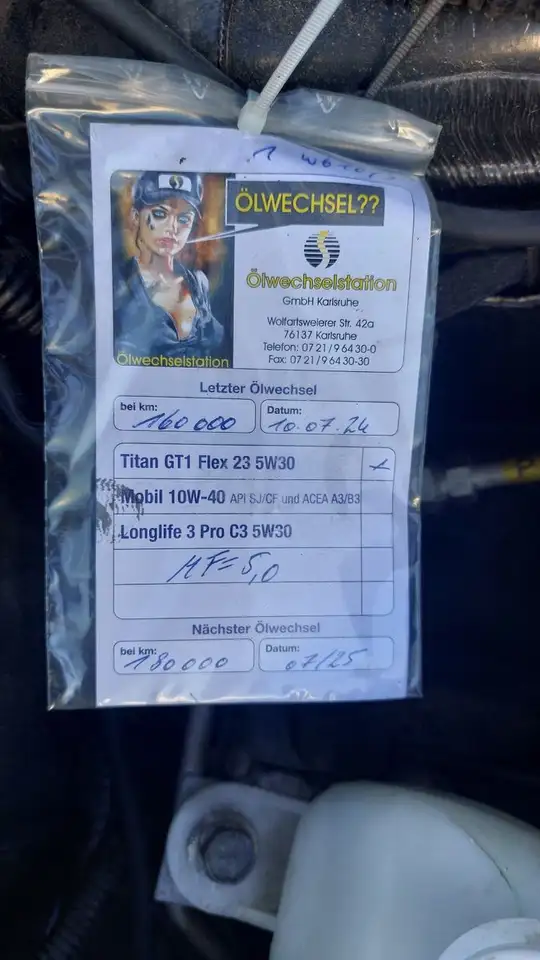 ÖLWECHSEL??
Ölwechselstation
GmbH Karlsruhe
Wolfartsweierer Str. 42a
76137 Karlsruhe
Telefon: 07 21 / 9 64 30-0
Fax: 07 21 / 9 64 30-30
Ölwechselstation
Letzter Ölwechsel
bei km: 160 000
Datum: 10.07.24
Titan GT1 Flex 23 5W30
Mobil 10W-40 API SJ/CF und ACEA A3/B3
Longlife 3 Pro C3 5W30
MF= 5,0
Nächster Ölwechsel
bei km: 180000
Datum: 07/25